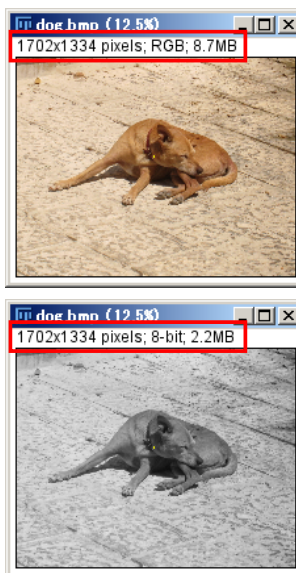 dog.bmp (12.5%)
1702x1334 pixels; RGB; 8.7MB
dog.bmp (12.5%)
1702x1334 pixels; 8-bit; 2.2MB